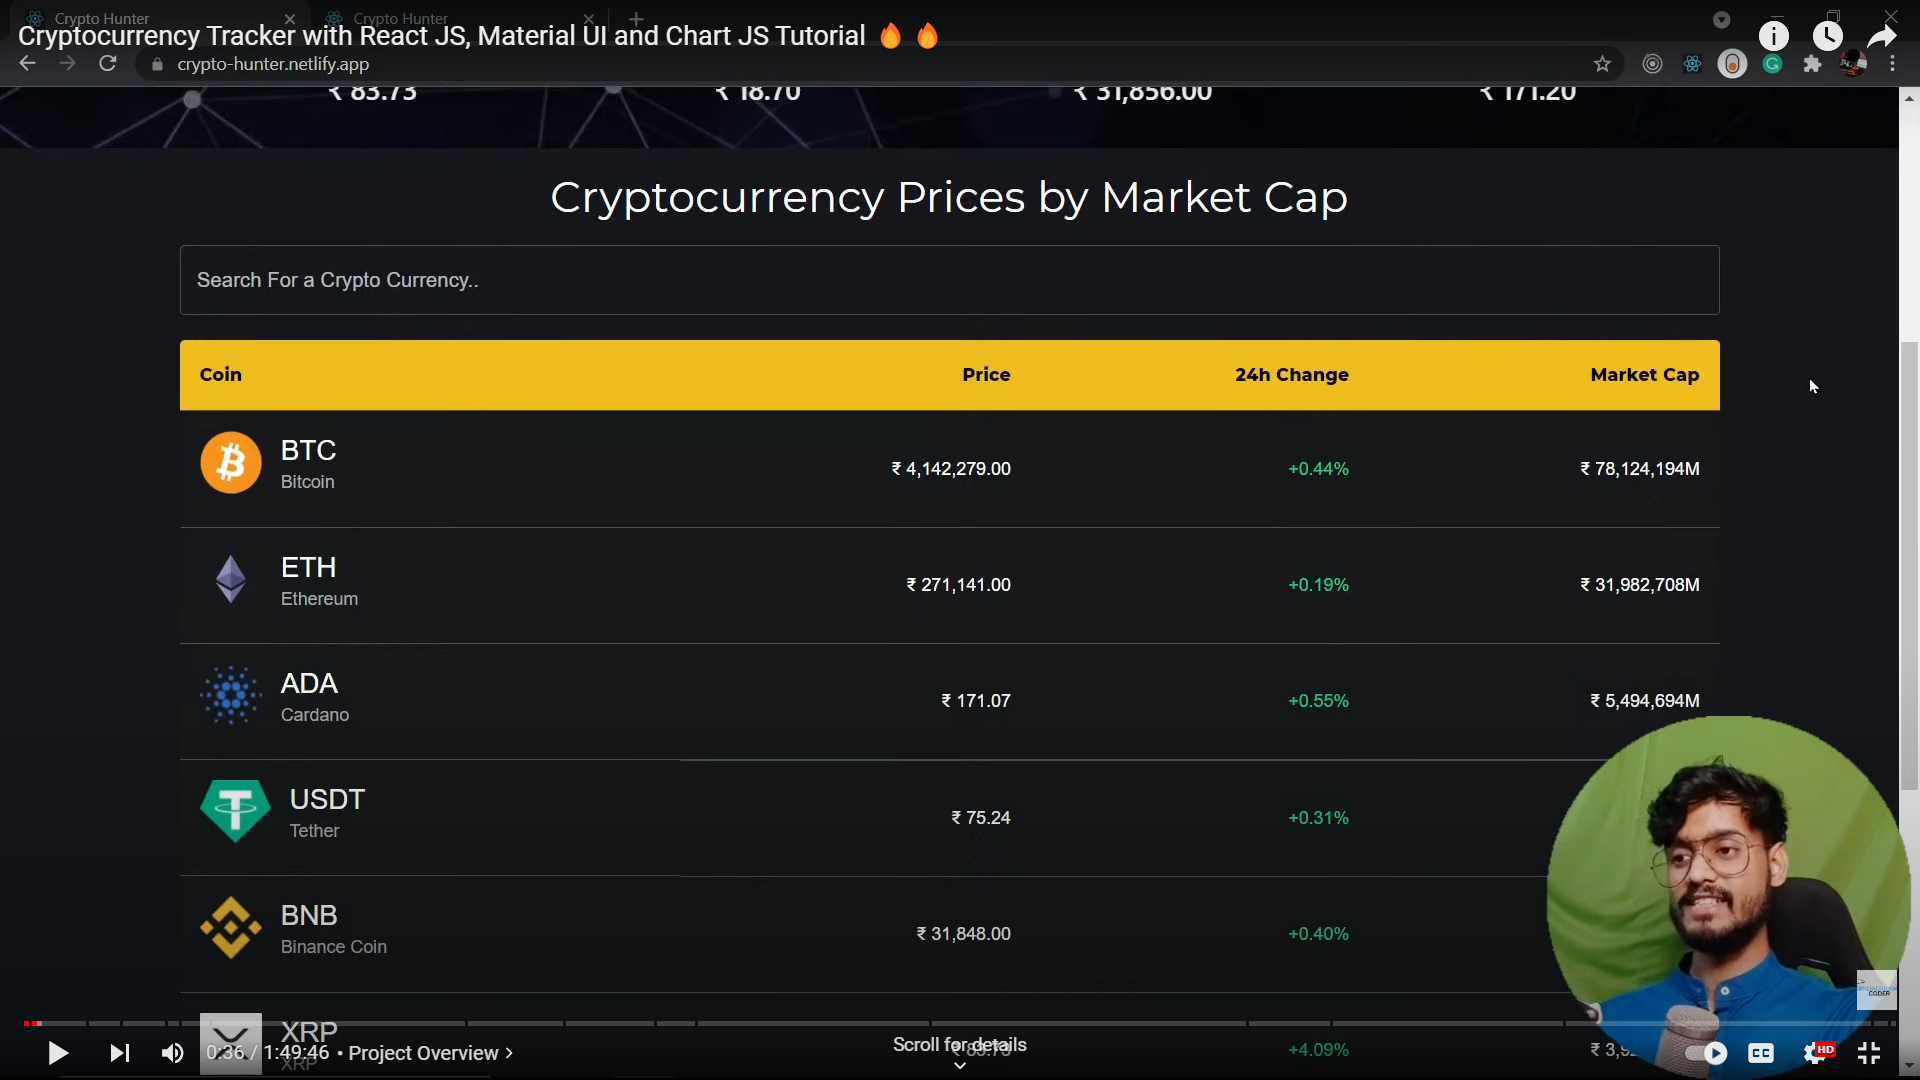 Crypto Hunter
Crypto Hunter
Cryptocurrency Tracker with React JS, Material UI and Chart JS Tutorial 🔥 🔥
crypto-hunter.netlify.app
₹ 83.73 ₹ 18.70 ₹ 31,856.00 ₹ 171.20
Cryptocurrency Prices by Market Cap
Search For a Crypto Currency..
Coin Price 24h Change Market Cap
BTC
Bitcoin
₹ 4,142,279.00 +0.44% ₹ 78,124,194M
ETH
Ethereum
₹ 271,141.00 +0.19% ₹ 31,982,708M
ADA
Cardano
₹ 171.07 +0.55% ₹ 5,494,694M
USDT
Tether
₹ 75.24 +0.31%
BNB
Binance Coin
₹ 31,848.00 +0.40%
XRP
XRP
₹ 83.73 +4.09%
CODER
0:36 / 1:49:46 • Project Overview ›
Scroll for details
CC
HD